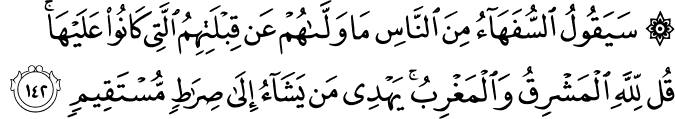 ۞ سَيَقُولُ ٱلسُّفَهَآءُ مِنَ ٱلنَّاسِ مَا وَلَّىٰهُمۡ عَن قِبۡلَتِهِمُ ٱلَّتِي كَانُواْ عَلَيۡهَاۚ
قُل لِّلَّهِ ٱلۡمَشۡرِقُ وَٱلۡمَغۡرِبُۚ يَهۡدِي مَن يَشَآءُ إِلَىٰ صِرَٰطٖ مُّسۡتَقِيمٖ ١٤٢